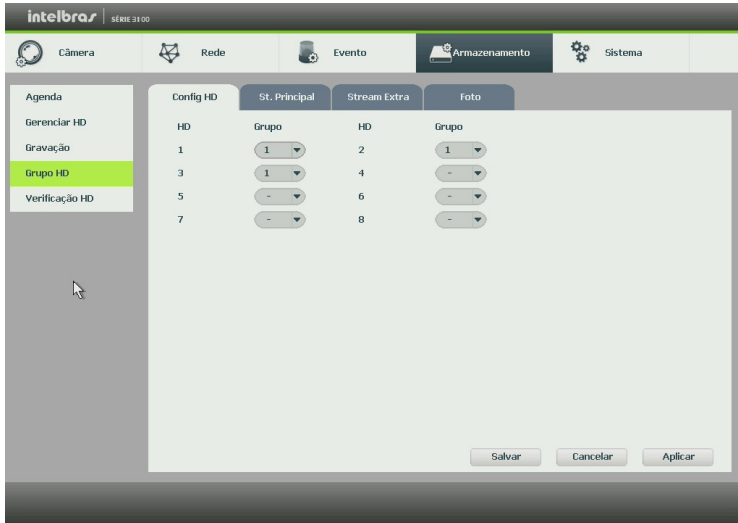 intelbras SÉRIE 3100
Câmera Rede Evento Armazenamento Sistema
Agenda
Gerenciar HD
Gravação
Grupo HD
Verificação HD
Config HD St. Principal Stream Extra Foto
HD Grupo HD Grupo
1 1 2 1
3 1 4 -
5 - 6 -
7 - 8 -
Salvar Cancelar Aplicar